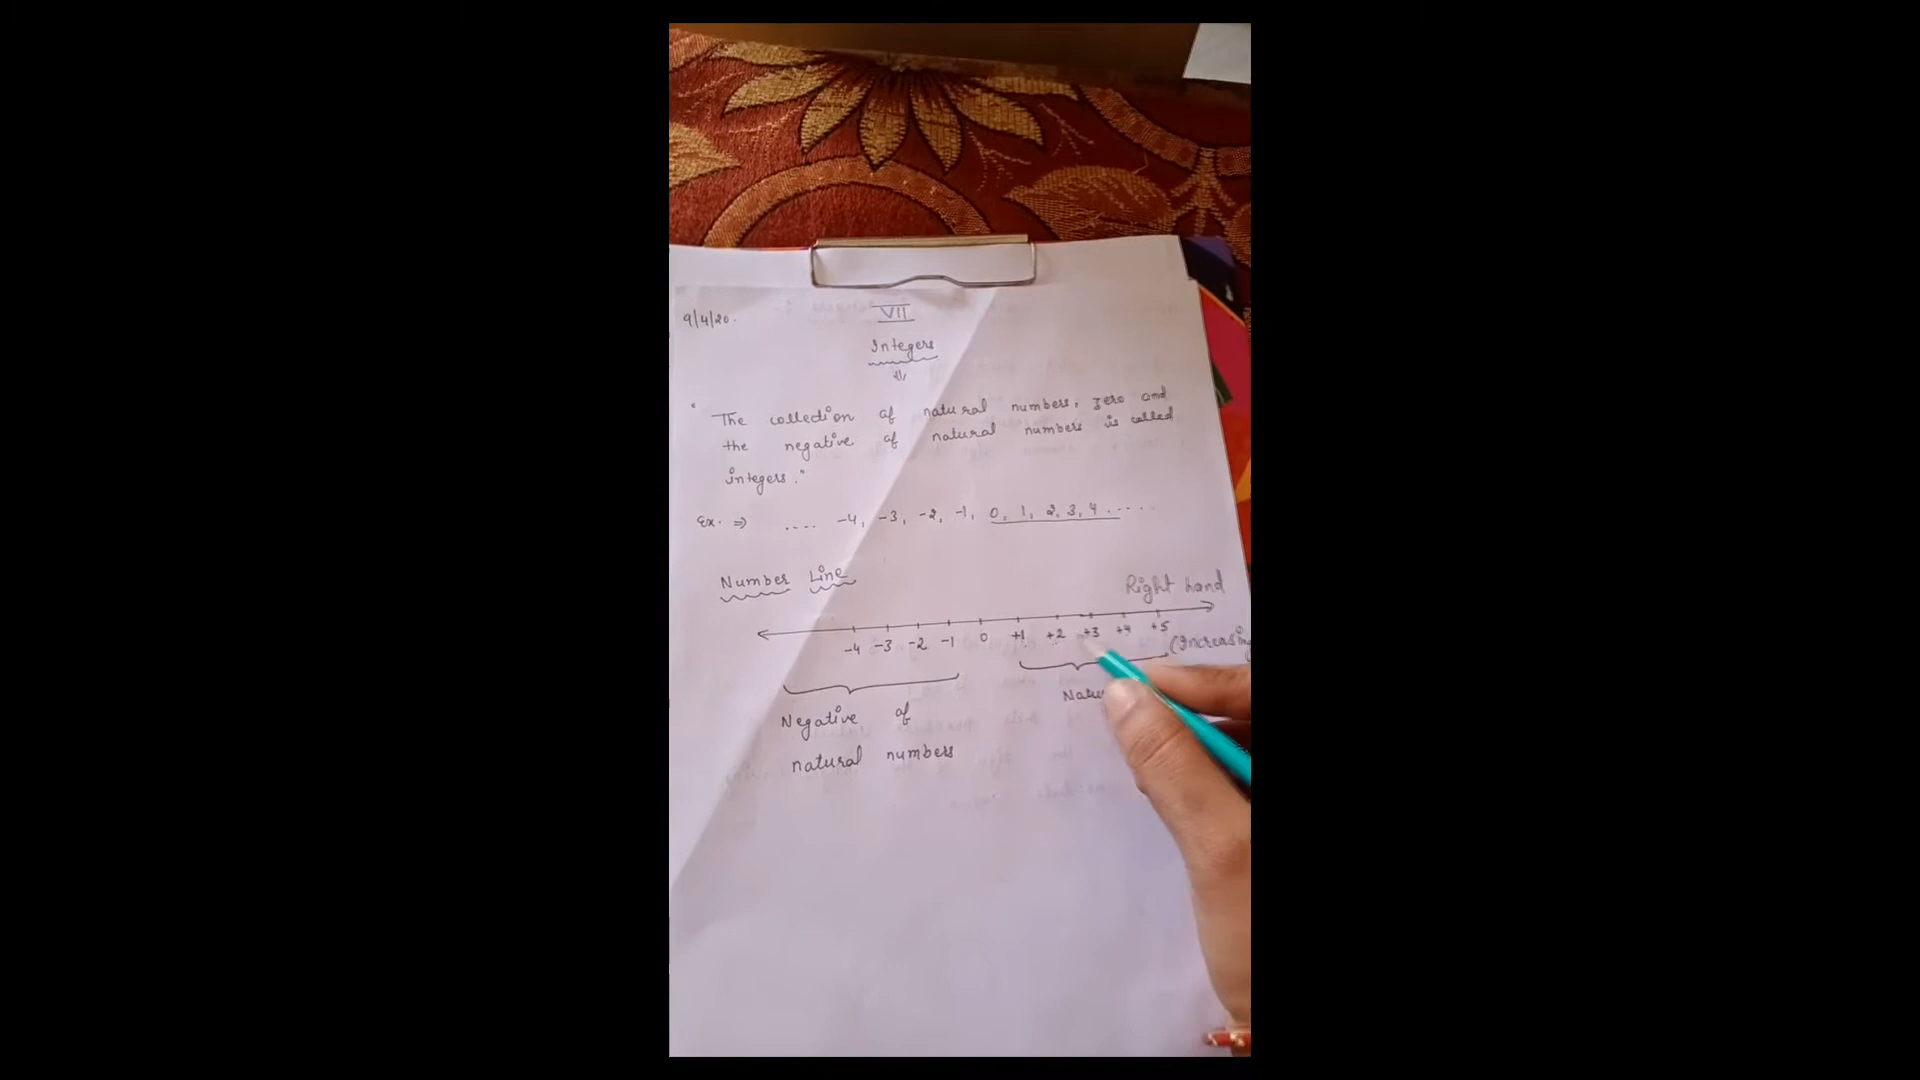 9/4/20.
VII
Integers
" The collection of natural numbers, zero and
the negative of natural numbers is called
integers."
Ex. ⇒ .... -4, -3, -2, -1, 0, 1, 2, 3, 4 .....
Number Line
Right hand
-4 -3 -2 -1 0 +1 +2 +3 +4 +5
(Increasing
Negative of
natural numbers